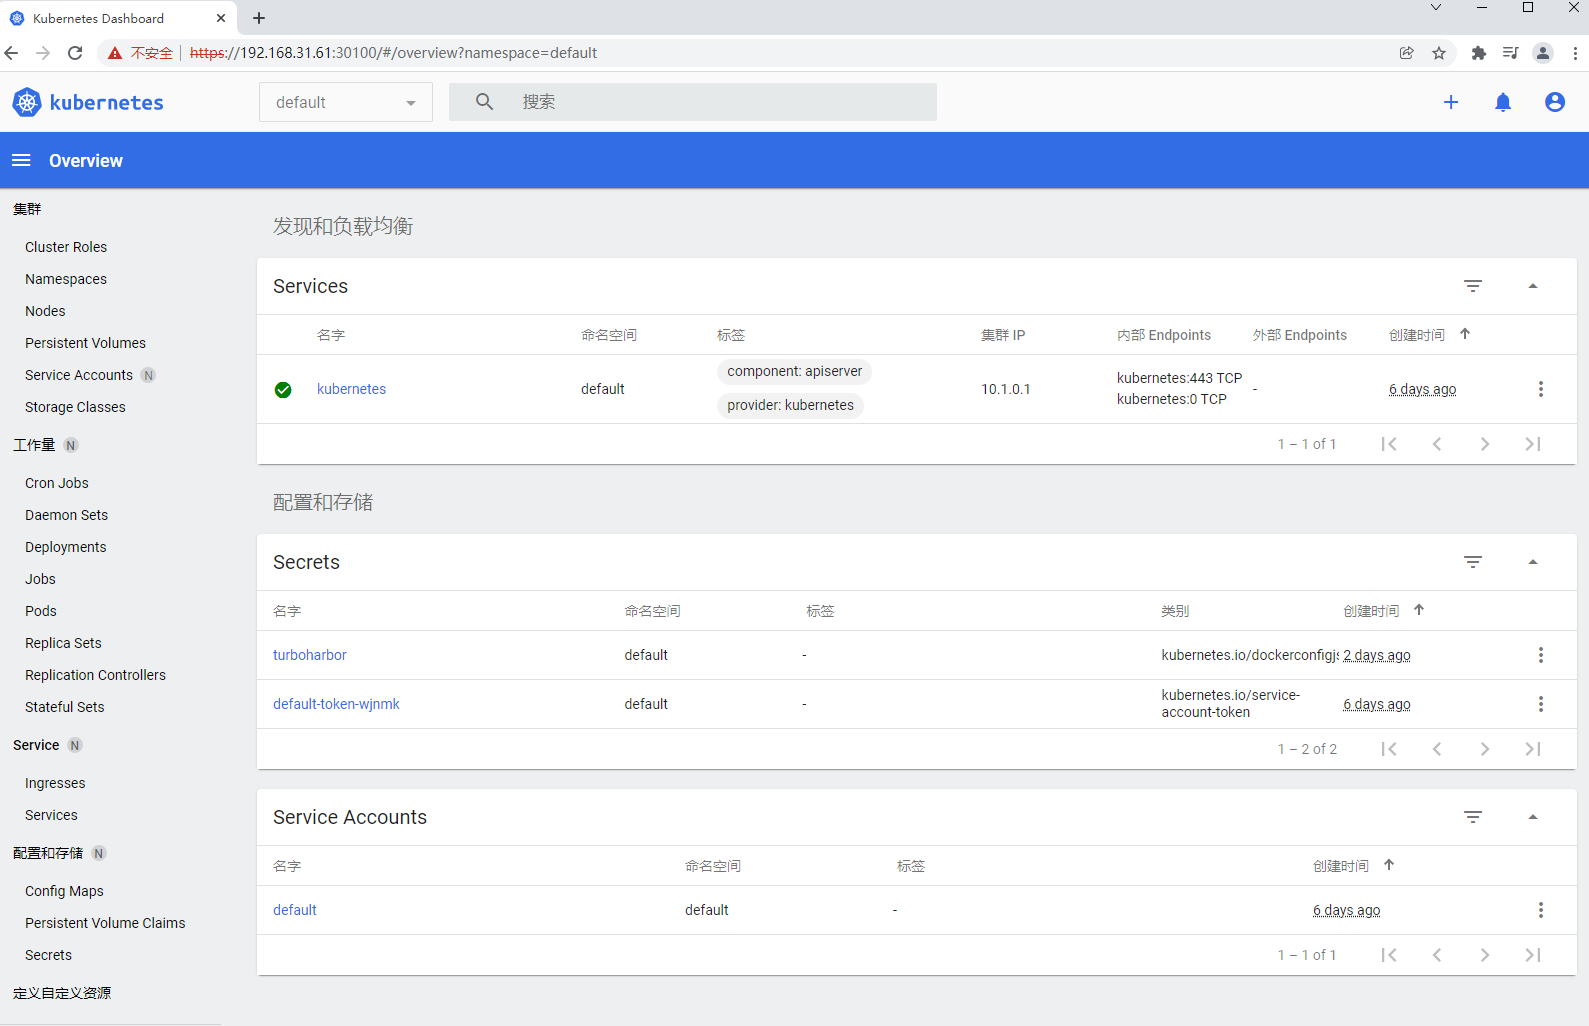 Kubernetes Dashboard
不安全
https://192.168.31.61:30100/#/overview?namespace=default
kubernetes
default
搜索
Overview
集群
Cluster Roles
Namespaces
Nodes
Persistent Volumes
Service Accounts N
Storage Classes
工作量 N
Cron Jobs
Daemon Sets
Deployments
Jobs
Pods
Replica Sets
Replication Controllers
Stateful Sets
Service N
Ingresses
Services
配置和存储 N
Config Maps
Persistent Volume Claims
Secrets
定义自定义资源
发现和负载均衡
Services
名字 命名空间 标签 集群 IP 内部 Endpoints 外部 Endpoints 创建时间
kubernetes default component: apiserver 10.1.0.1 kubernetes:443 TCP - 6 days ago
provider: kubernetes kubernetes:0 TCP
1 – 1 of 1
配置和存储
Secrets
名字 命名空间 标签 类别 创建时间
turboharbor default - kubernetes.io/dockerconfigjs 2 days ago
default-token-wjnmk default - kubernetes.io/service- 6 days ago
account-token
1 – 2 of 2
Service Accounts
名字 命名空间 标签 创建时间
default default - 6 days ago
1 – 1 of 1